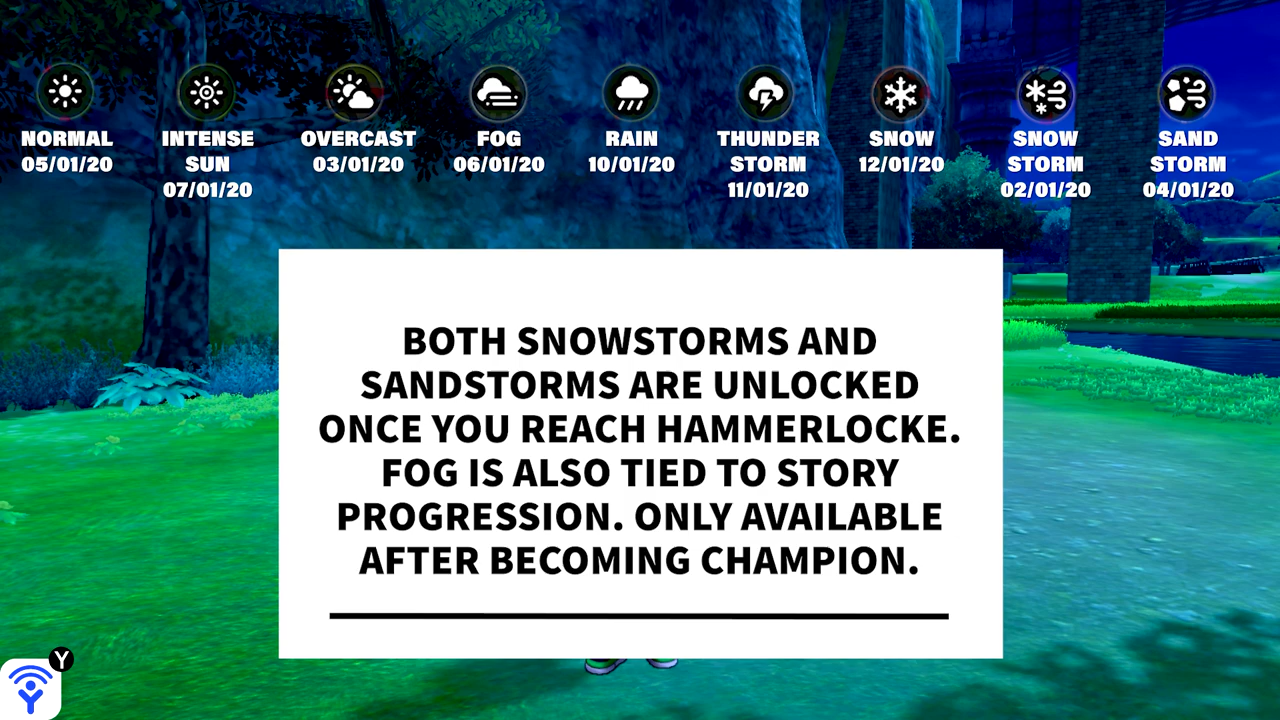 NORMAL
05/01/20
INTENSE
SUN
07/01/20
OVERCAST
03/01/20
FOG
06/01/20
RAIN
10/01/20
THUNDER
STORM
11/01/20
SNOW
12/01/20
SNOW
STORM
02/01/20
SAND
STORM
04/01/20
BOTH SNOWSTORMS AND
SANDSTORMS ARE UNLOCKED
ONCE YOU REACH HAMMERLOCKE.
FOG IS ALSO TIED TO STORY
PROGRESSION. ONLY AVAILABLE
AFTER BECOMING CHAMPION.
Y